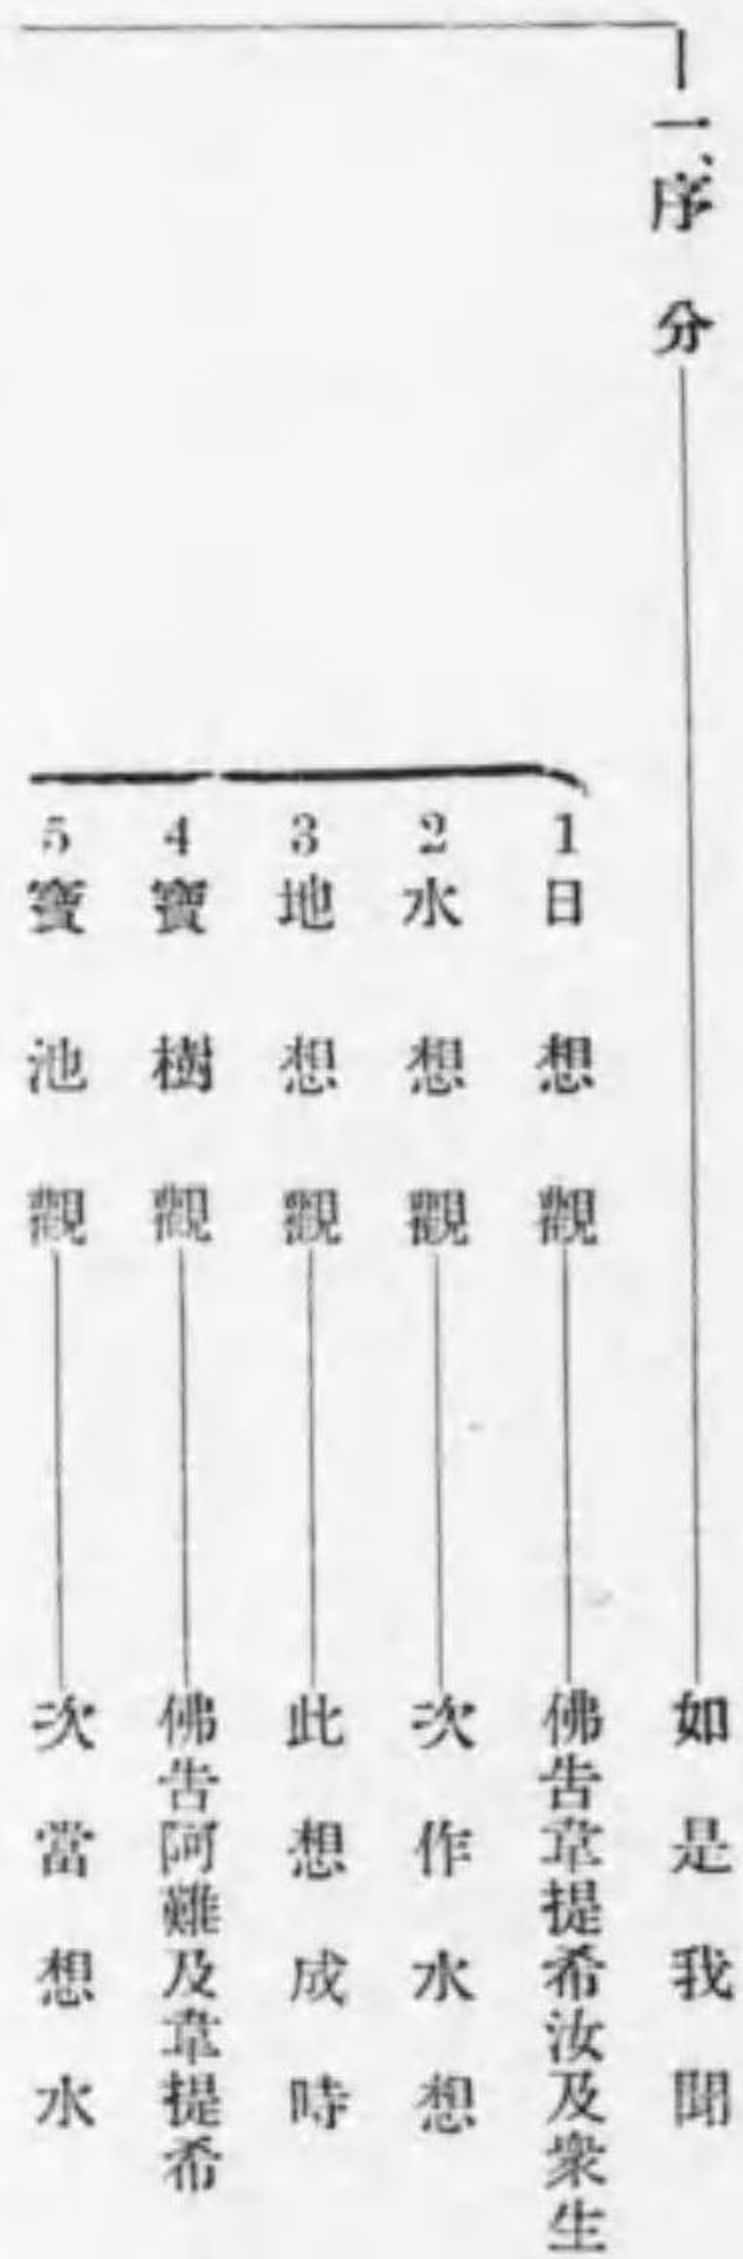 一、序分 如是我聞
1 日想觀 佛告韋提希汝及衆生
2 水想觀 次作水想
3 地想觀 此想成時
4 寶樹觀 佛告阿難及韋提希
5 寶池觀 次當想水